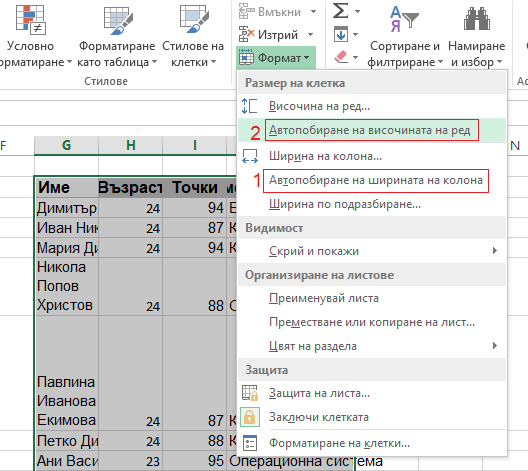 Условно
форматиране
Форматиране
като таблица
Стилове на
клетки
Стилове
Вмъкни
Изтрий
Формат
Сортиране и
филтриране
Намиране
и избор
Размер на клетка
Височина на ред...
2 Автопобиране на височината на ред
Ширина на колона...
1 Автопобиране на ширината на колона
Ширина по подразбиране...
Видимост
Скрий и покажи
Организиране на листове
Преименувай листа
Преместване или копиране на лист...
Цвят на раздела
Защита
Защита на листа...
Заключи клетката
Форматиране на клетки...
F G H I N
Име Възраст Точки
Димитър 24 94
Иван Ник 24 87 К
Мария Ди 24 94 К
Никола
Попов
Христов 24 88
Павлина
Иванова
Екимова 24 87 К
Петко Ди 24 88 К
Ани Васи 23 95 Операционна система